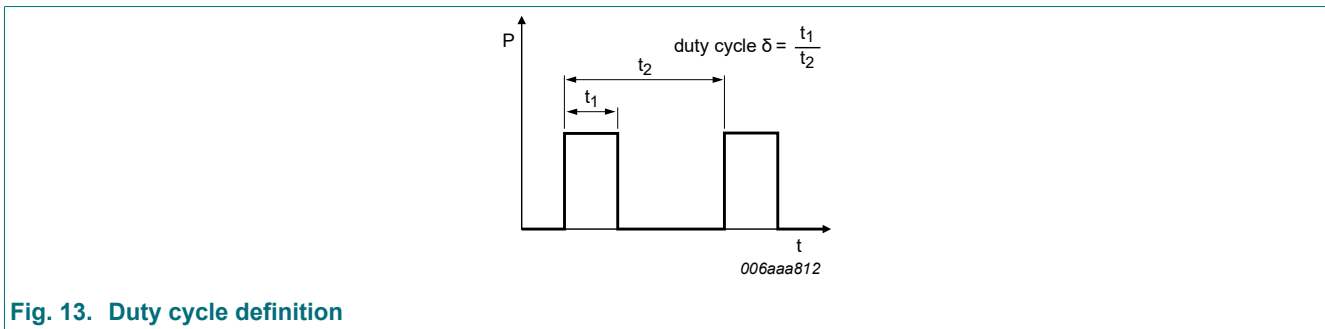 P
duty cycle δ = t₁/t₂
t₂
t₁
t
006aaa812
Fig. 13. Duty cycle definition